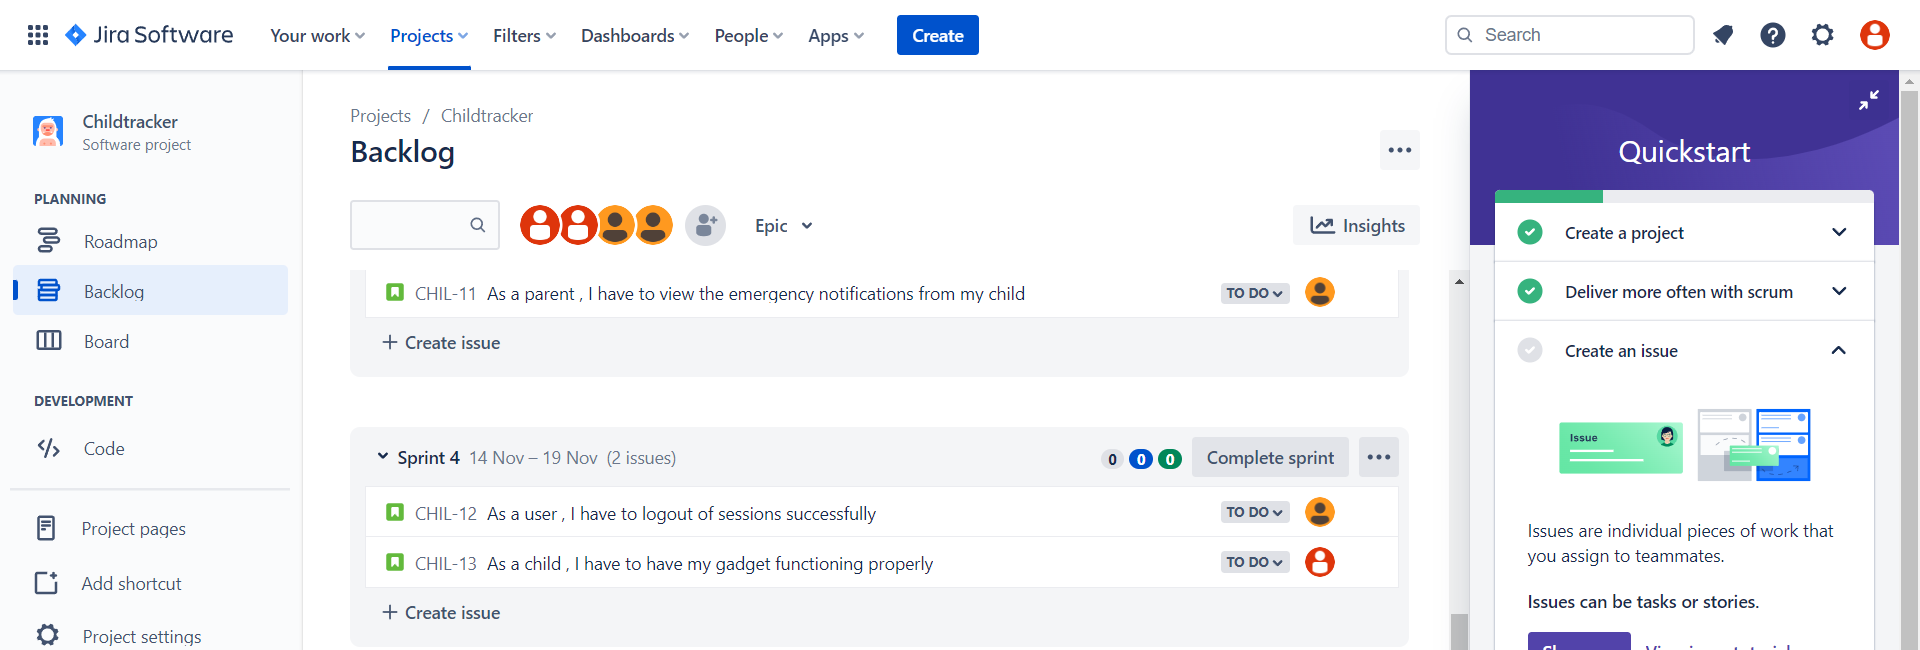 Jira Software Your work Projects Filters Dashboards People Apps Create Search
Childtracker
Software project
PLANNING
Roadmap
Backlog
Board
DEVELOPMENT
Code
Project pages
Add shortcut
Project settings
Projects / Childtracker
Backlog
Epic Insights
CHIL-11 As a parent , I have to view the emergency notifications from my child TO DO
+ Create issue
Sprint 4 14 Nov – 19 Nov (2 issues) 0 0 0 Complete sprint
CHIL-12 As a user , I have to logout of sessions successfully TO DO
CHIL-13 As a child , I have to have my gadget functioning properly TO DO
+ Create issue
Quickstart
Create a project
Deliver more often with scrum
Create an issue
Issue
Issues are individual pieces of work that
you assign to teammates.
Issues can be tasks or stories.